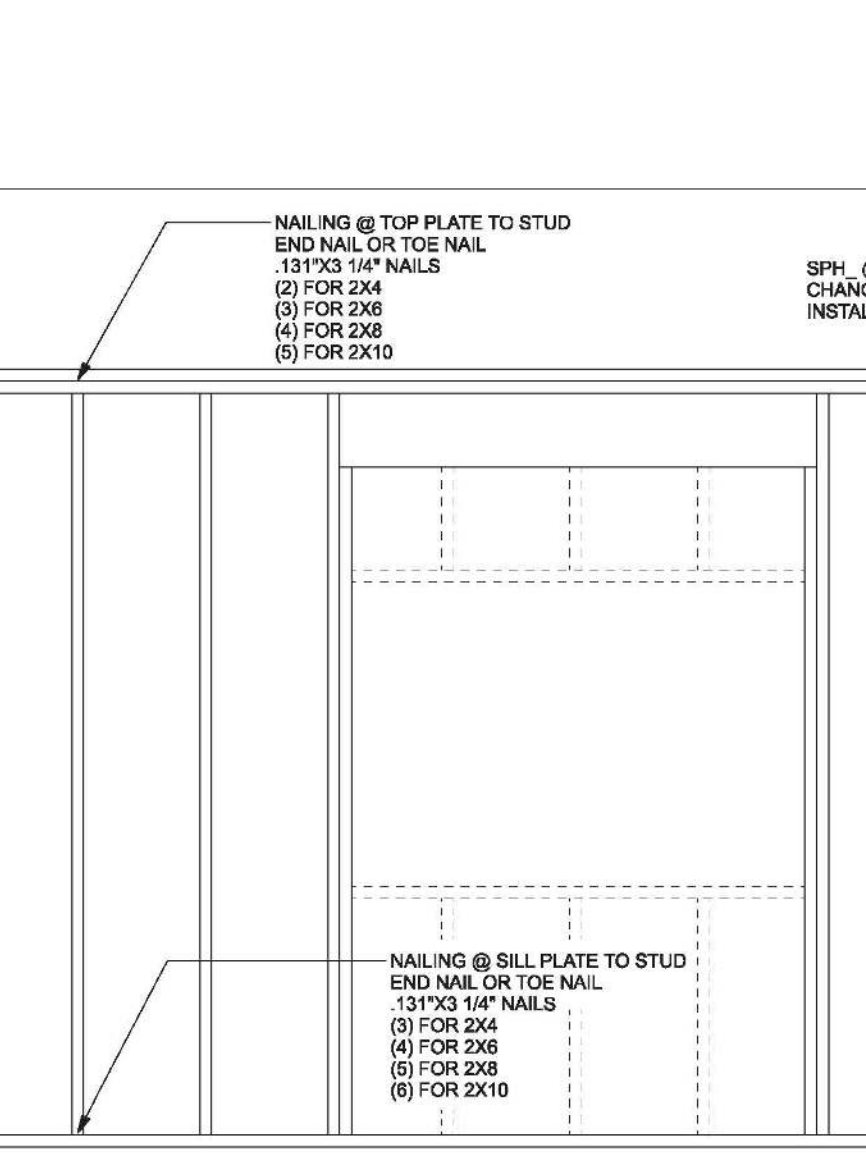 NAILING @ TOP PLATE TO STUD
END NAIL OR TOE NAIL
.131"X3 1/4" NAILS
(2) FOR 2X4
(3) FOR 2X6
(4) FOR 2X8
(5) FOR 2X10
SPH_
NAILING @ SILL PLATE TO STUD
END NAIL OR TOE NAIL
.131"X3 1/4" NAILS
(3) FOR 2X4
(4) FOR 2X6
(5) FOR 2X8
(6) FOR 2X10